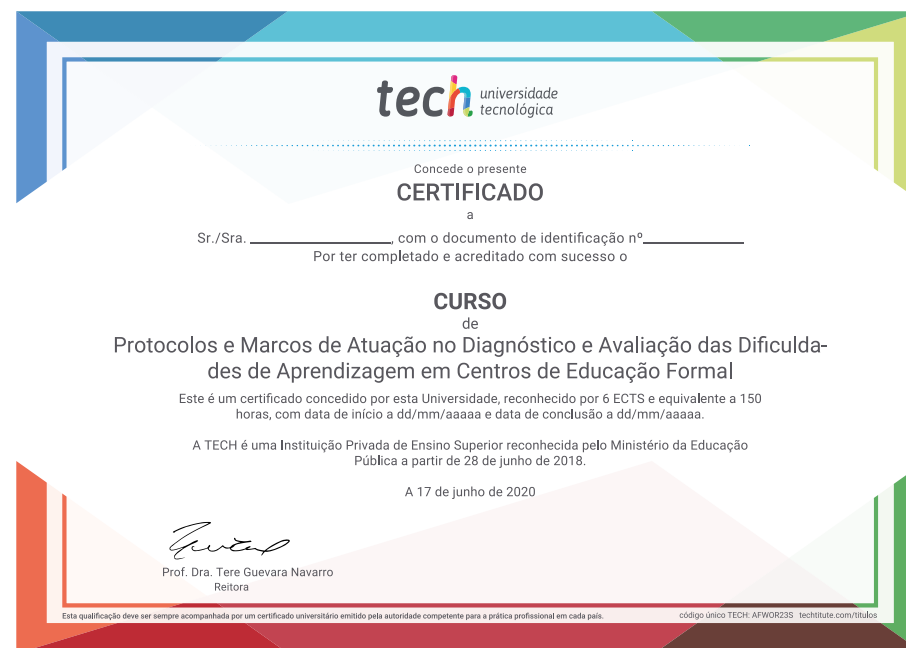 tech universidade
tecnológica
Concede o presente
CERTIFICADO
a
Sr./Sra. ____________________, com o documento de identificação nº______________
Por ter completado e acreditado com sucesso o
CURSO
de
Protocolos e Marcos de Atuação no Diagnóstico e Avaliação das Dificulda-
des de Aprendizagem em Centros de Educação Formal
Este é um certificado concedido por esta Universidade, reconhecido por 6 ECTS e equivalente a 150
horas, com data de início a dd/mm/aaaaa e data de conclusão a dd/mm/aaaaa.
A TECH é uma Instituição Privada de Ensino Superior reconhecida pelo Ministério da Educação
Pública a partir de 28 de junho de 2018.
A 17 de junho de 2020
Prof. Dra. Tere Guevara Navarro
Reitora
Esta qualificação deve ser sempre acompanhada por um certificado universitário emitido pela autoridade competente para a prática profissional em cada país.
código único TECH: AFWOR23S techtitute.com/titulos